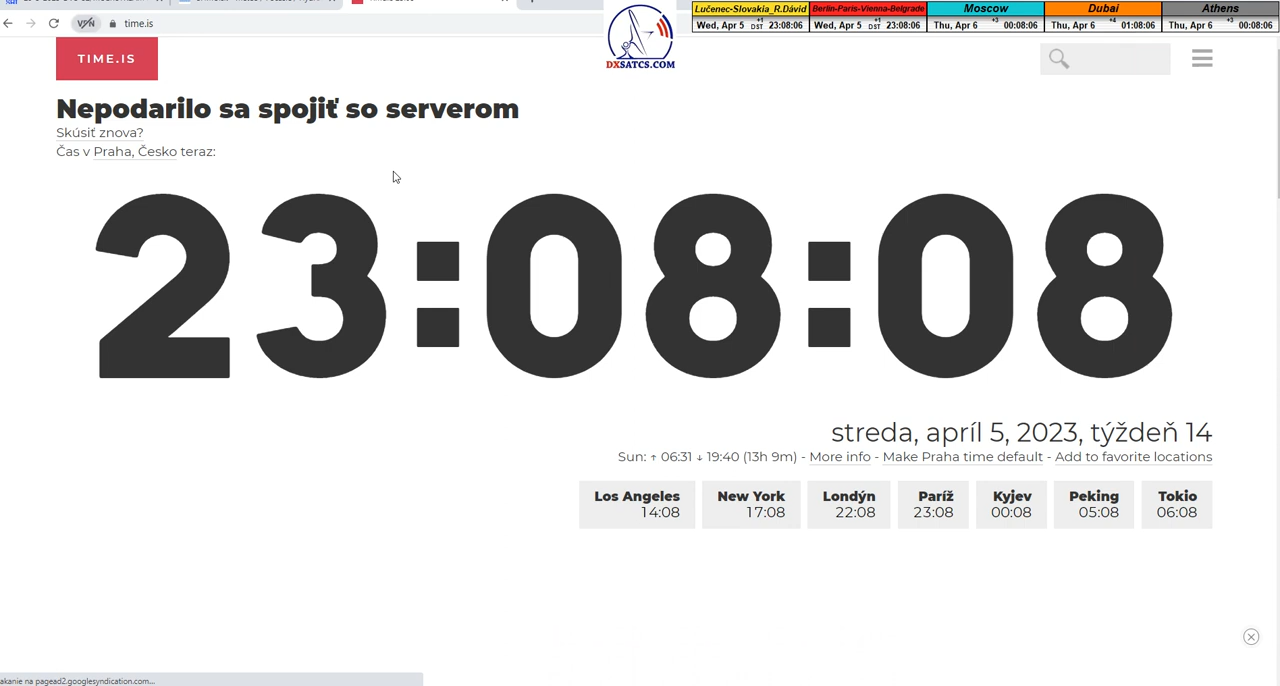 Lučenec-Slovakia_R.Dávid
Wed, Apr 5 +1 DST 23:08:06
Berlin-Paris-Vienna-Belgrade
Wed, Apr 5 +1 DST 23:08:06
Moscow
Thu, Apr 6 +3 00:08:06
Dubai
Thu, Apr 6 +4 01:08:06
Athens
Thu, Apr 6 +3 00:08:06
VPN
time.is
DXSATCS.COM
TIME.IS
Nepodarilo sa spojiť so serverom
Skúsiť znova?
Čas v Praha, Česko teraz:
23:08:08
streda, apríl 5, 2023, týždeň 14
Sun: ↑ 06:31 ↓ 19:40 (13h 9m) - More info - Make Praha time default - Add to favorite locations
Los Angeles
14:08
New York
17:08
Londýn
22:08
Paríž
23:08
Kyjev
00:08
Peking
05:08
Tokio
06:08
akanie na pagead2.googlesyndication.com...